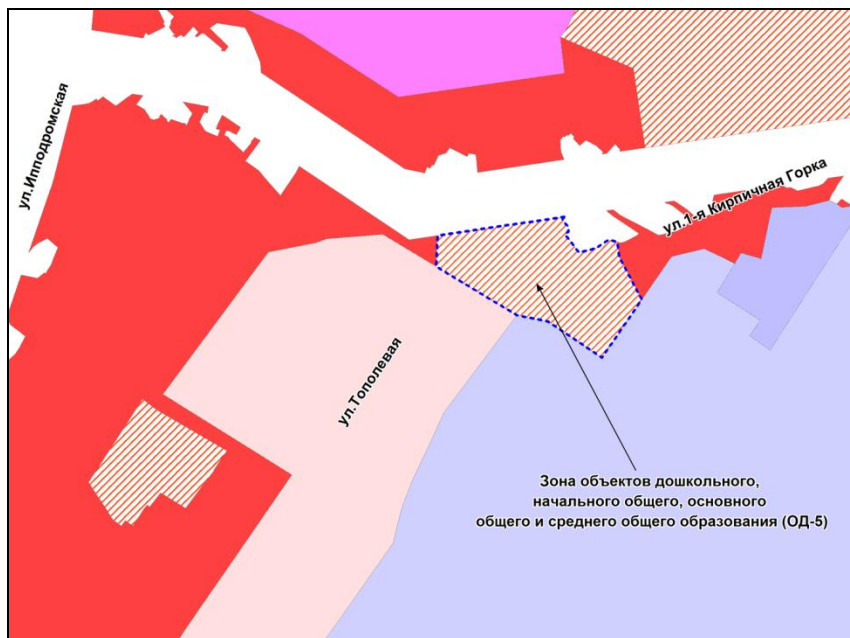 ул.Ипподромская
ул.1-я Кирпичная Горка
ул.Тополевая
Зона объектов дошкольного,
начального общего, основного
общего и среднего общего образования (ОД-5)